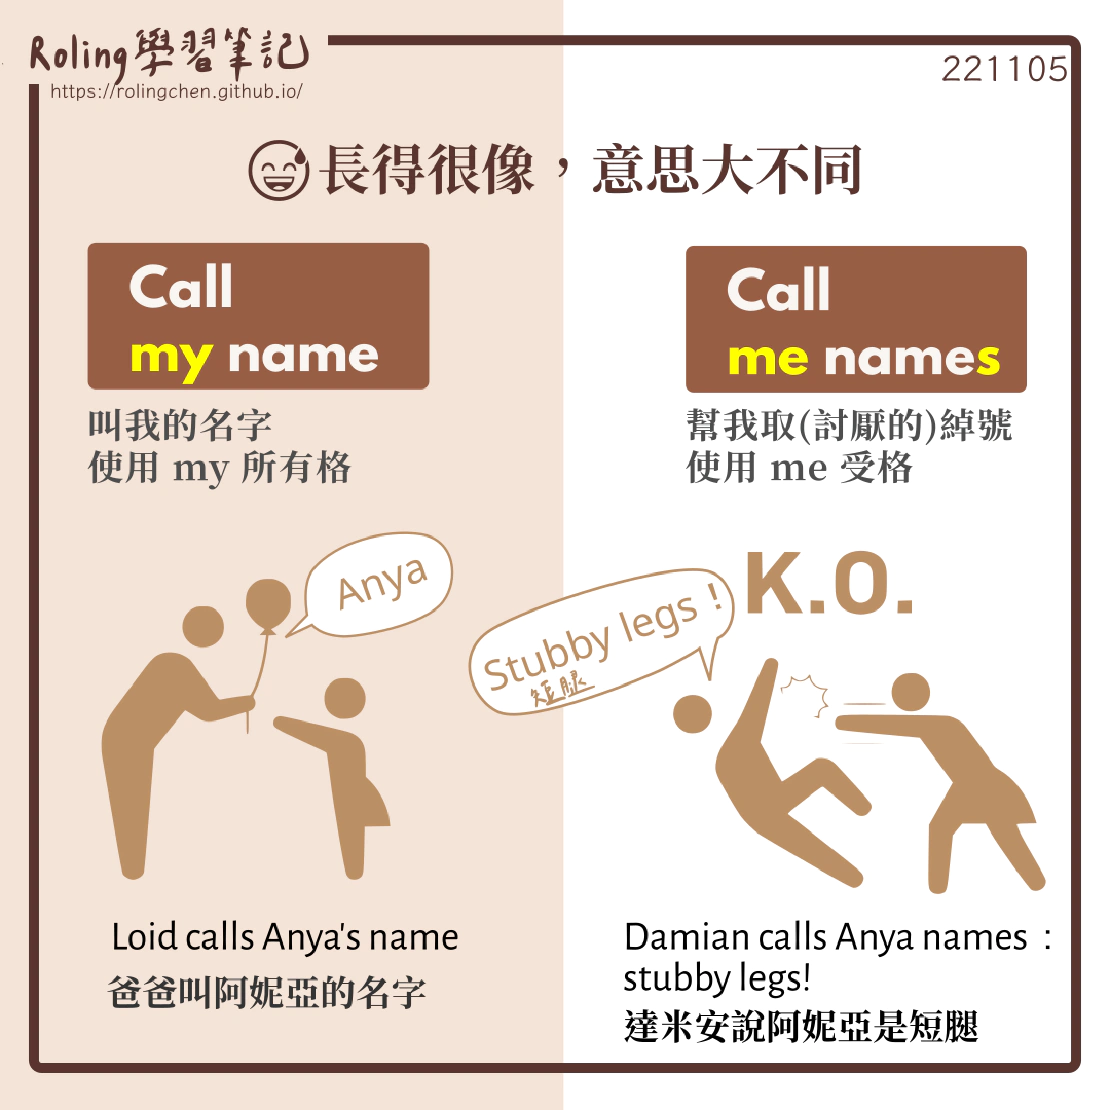 Roling學習筆記
https://rolingchen.github.io/
221105
長得很像，意思大不同
Call
my name
叫我的名字
使用 my 所有格
Call
me names
幫我取(討厭的)綽號
使用 me 受格
Anya
Stubby legs！
短腿
K.O.
Loid calls Anya's name
爸爸叫阿妮亞的名字
Damian calls Anya names：
stubby legs!
達米安說阿妮亞是短腿